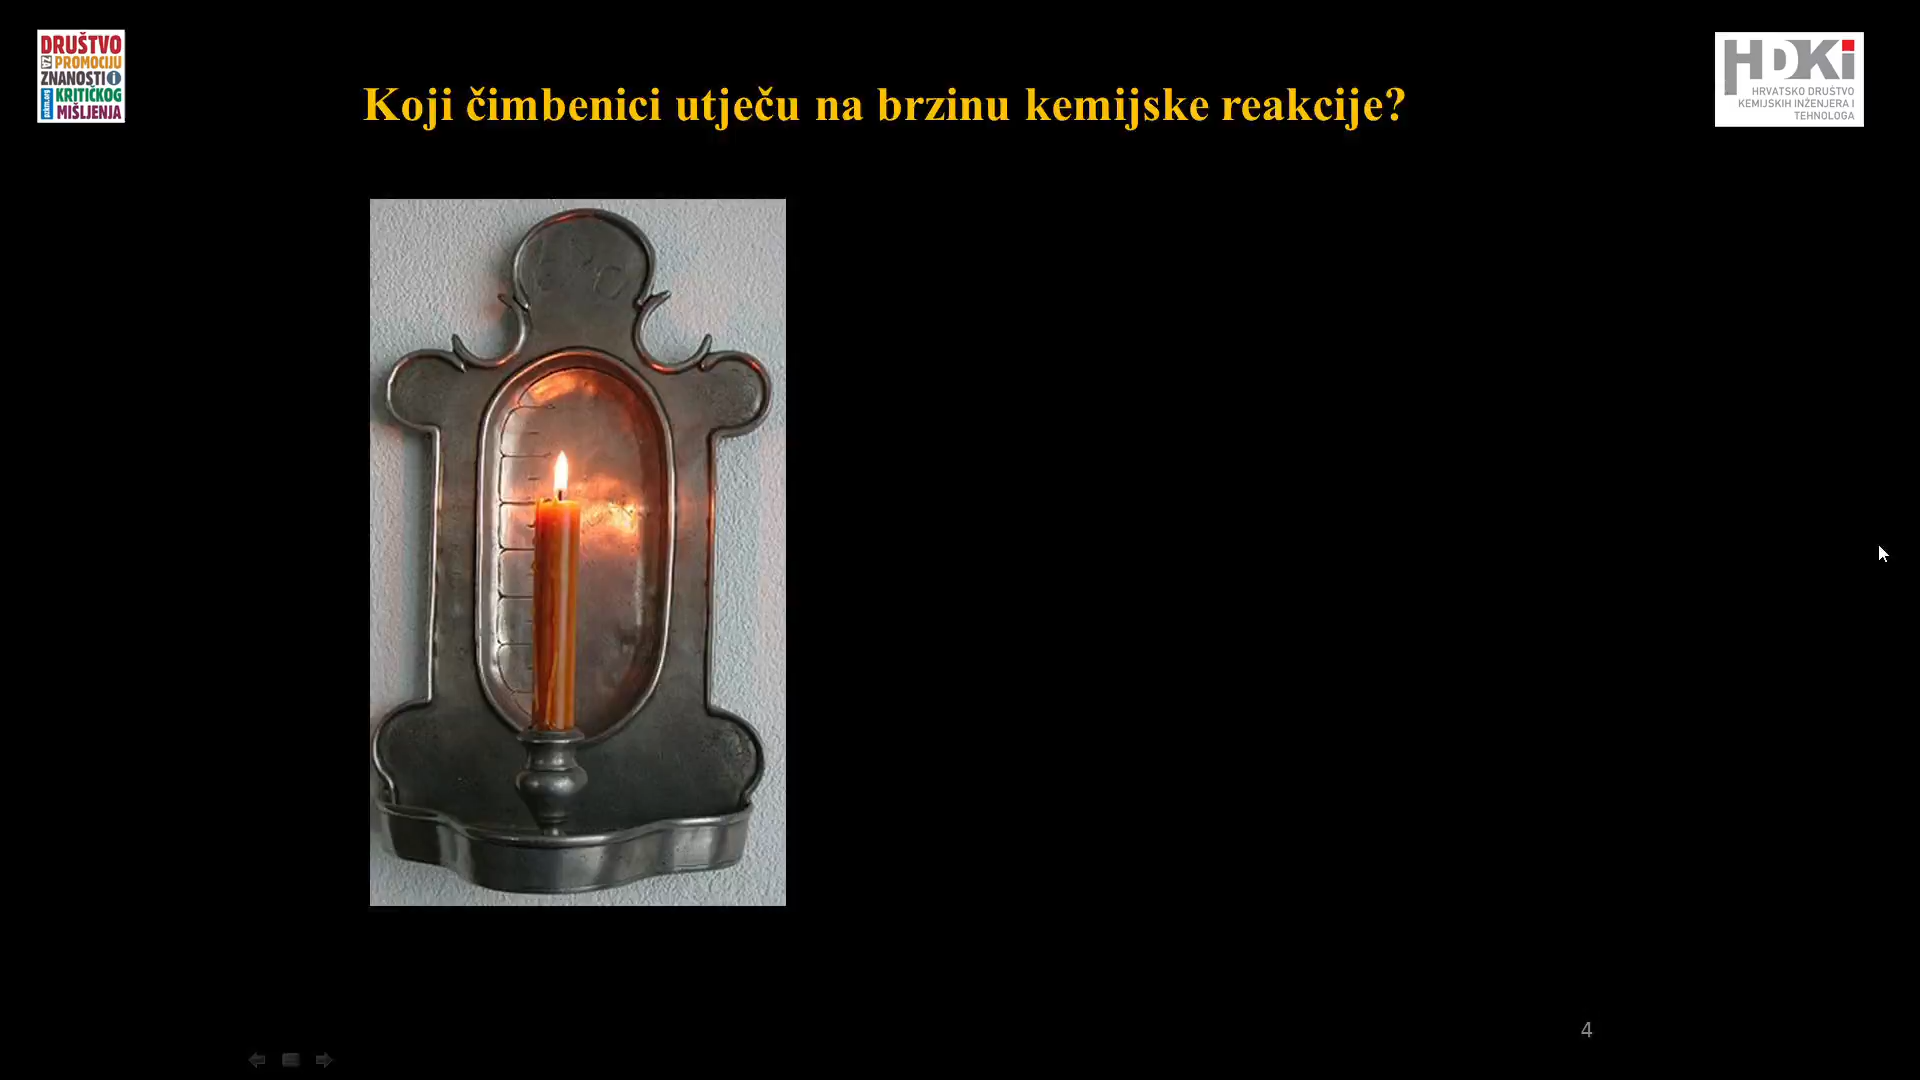 DRUŠTVO
ZA PROMOCIJU
ZNANOSTI i
KRITIČKOG
MIŠLJENJA
Koji čimbenici utječu na brzinu kemijske reakcije?
HDKi
HRVATSKO DRUŠTVO
KEMIJSKIH INŽENJERA I
TEHNOLOGA
4